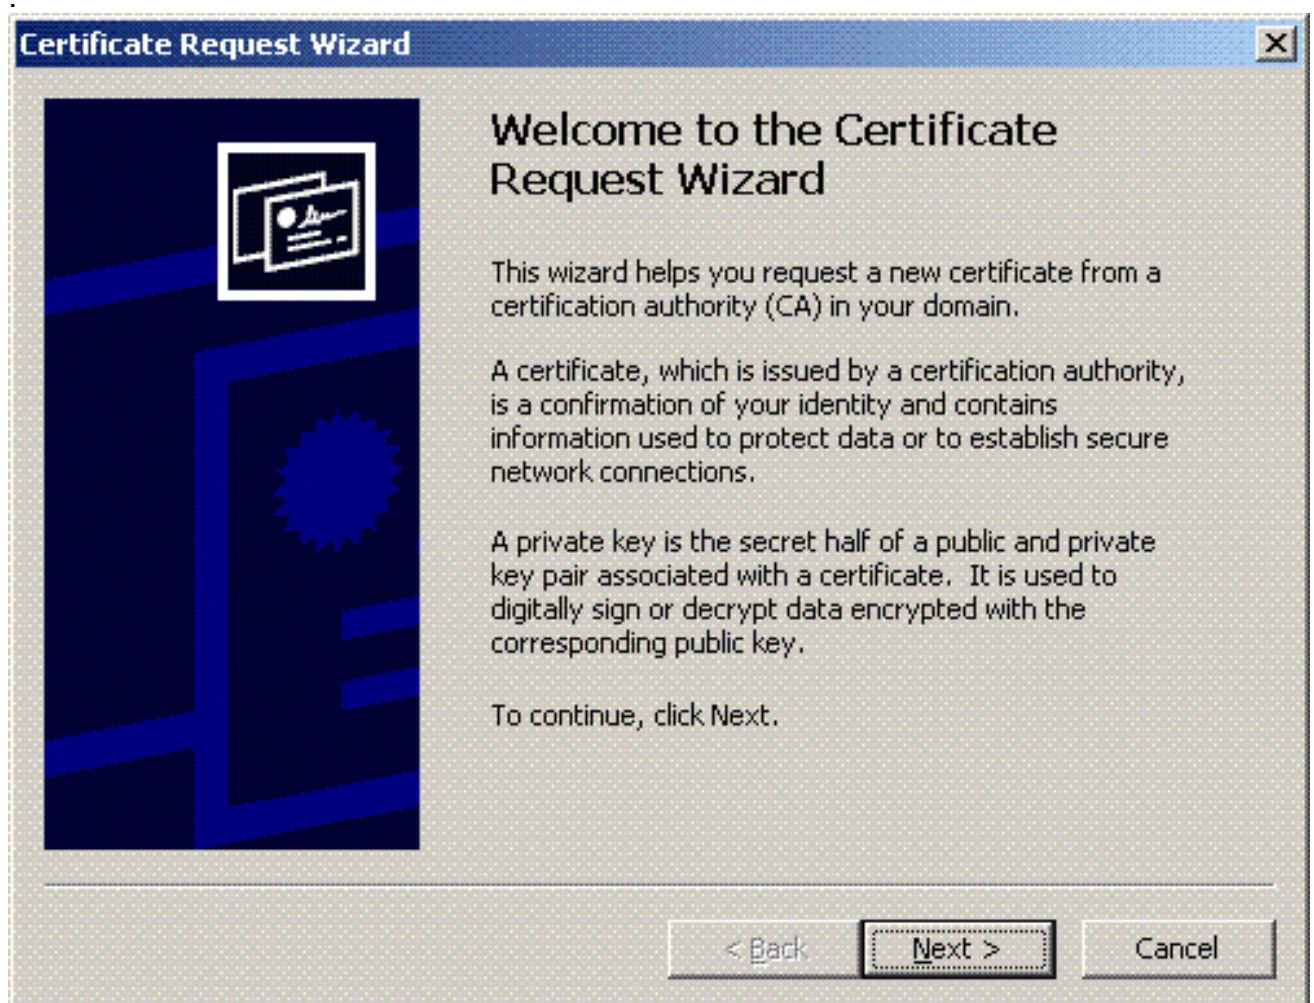 Certificate Request Wizard
Welcome to the Certificate
Request Wizard
This wizard helps you request a new certificate from a
certification authority (CA) in your domain.
A certificate, which is issued by a certification authority,
is a confirmation of your identity and contains
information used to protect data or to establish secure
network connections.
A private key is the secret half of a public and private
key pair associated with a certificate.  It is used to
digitally sign or decrypt data encrypted with the
corresponding public key.
To continue, click Next.
< Back
Next >
Cancel